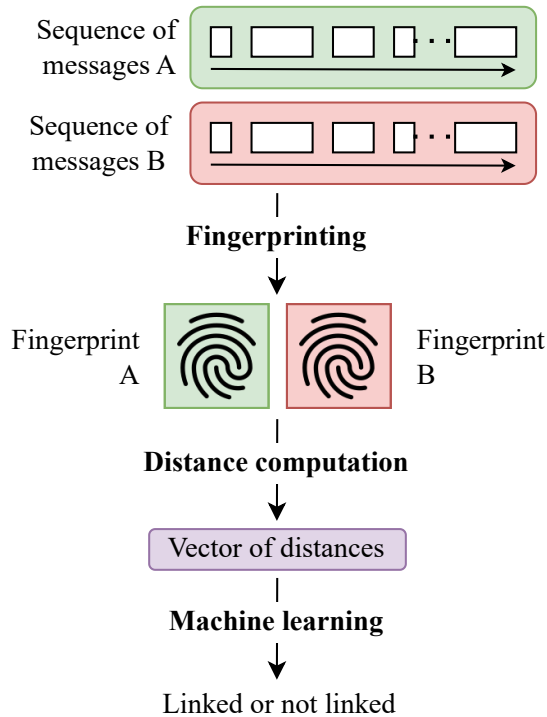 Sequence of
messages A
Sequence of
messages B
Fingerprinting
Fingerprint
A
Fingerprint
B
Distance computation
Vector of distances
Machine learning
Linked or not linked